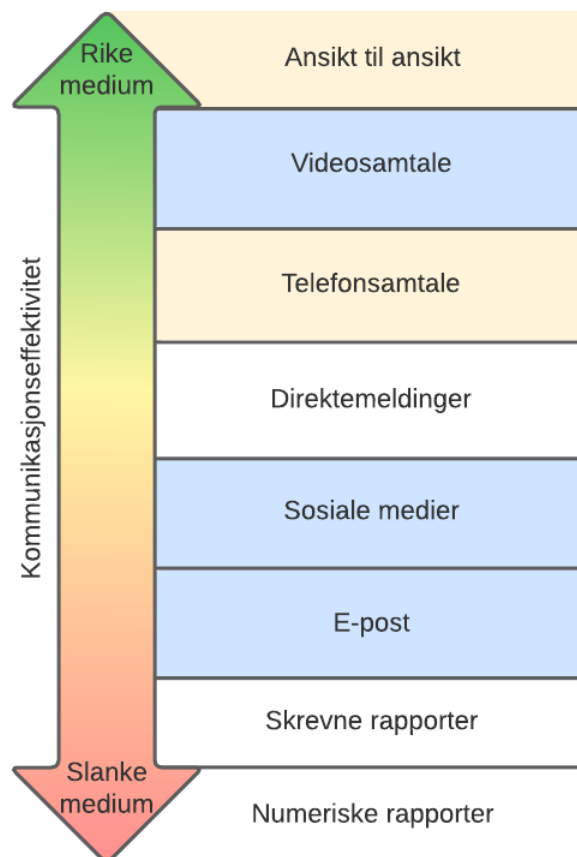 Rike
medium
Ansikt til ansikt
Videosamtale
Telefonsamtale
Kommunikasjonseffektivitet
Direktemeldinger
Sosiale medier
E-post
Skrevne rapporter
Slanke
medium
Numeriske rapporter